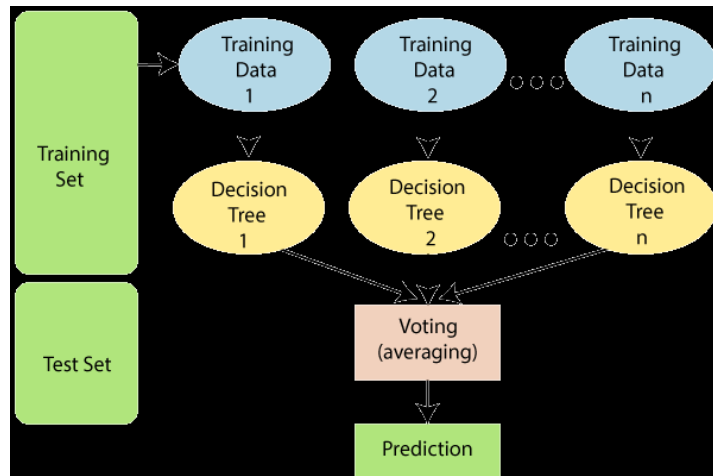 Training
Set
Training
Data
1
Training
Data
2
Training
Data
n
Decision
Tree
1
Decision
Tree
2
Decision
Tree
n
Test Set
Voting
(averaging)
Prediction